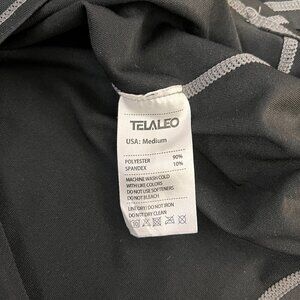 TELALEO
USA: Medium
POLYESTER 90%
SPANDEX 10%
MACHINE WASH COLD
WITH LIKE COLORS
DO NOT USE SOFTENERS
DO NOT BLEACH
LINE DRY/ DO NOT IRON
DO NOT DRY CLEAN